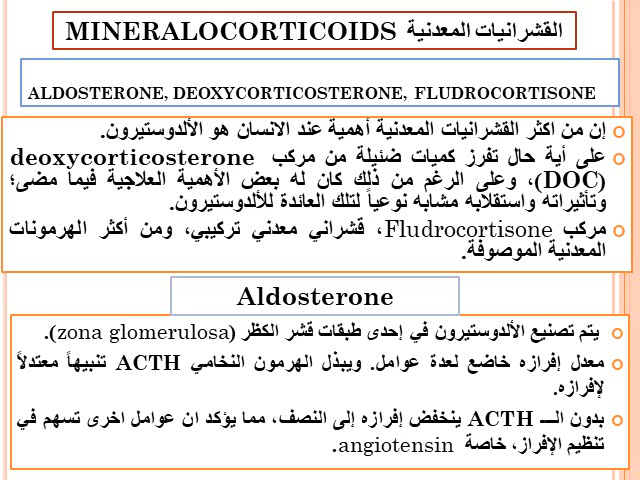 القشرانيات المعدنية MINERALOCORTICOIDS
ALDOSTERONE, DEOXYCORTICOSTERONE, FLUDROCORTISONE
إن من اكثر القشرانيات المعدنية أهمية عند الانسان هو الألدوستيرون.
على أية حال تفرز كميات ضئيلة من مركب deoxycorticosterone
(DOC)، وعلى الرغم من ذلك كان له بعض الأهمية العلاجية فيما مضى؛
وتأثيراته واستقلابه مشابه نوعياً لتلك العائدة للألدوستيرون.
مركب Fludrocortisone، قشراني معدني تركيبي، ومن أكثر الهرمونات
المعدنية الموصوفة.
Aldosterone
يتم تصنيع الألدوستيرون في إحدى طبقات قشر الكظر (zona glomerulosa).
معدل إفرازه خاضع لعدة عوامل. ويبذل الهرمون النخامي ACTH تنبيهاً معتدلاً
لإفرازه.
بدون الـــ ACTH ينخفض إفرازه إلى النصف، مما يؤكد ان عوامل اخرى تسهم في
تنظيم الإفراز، خاصة angiotensin.